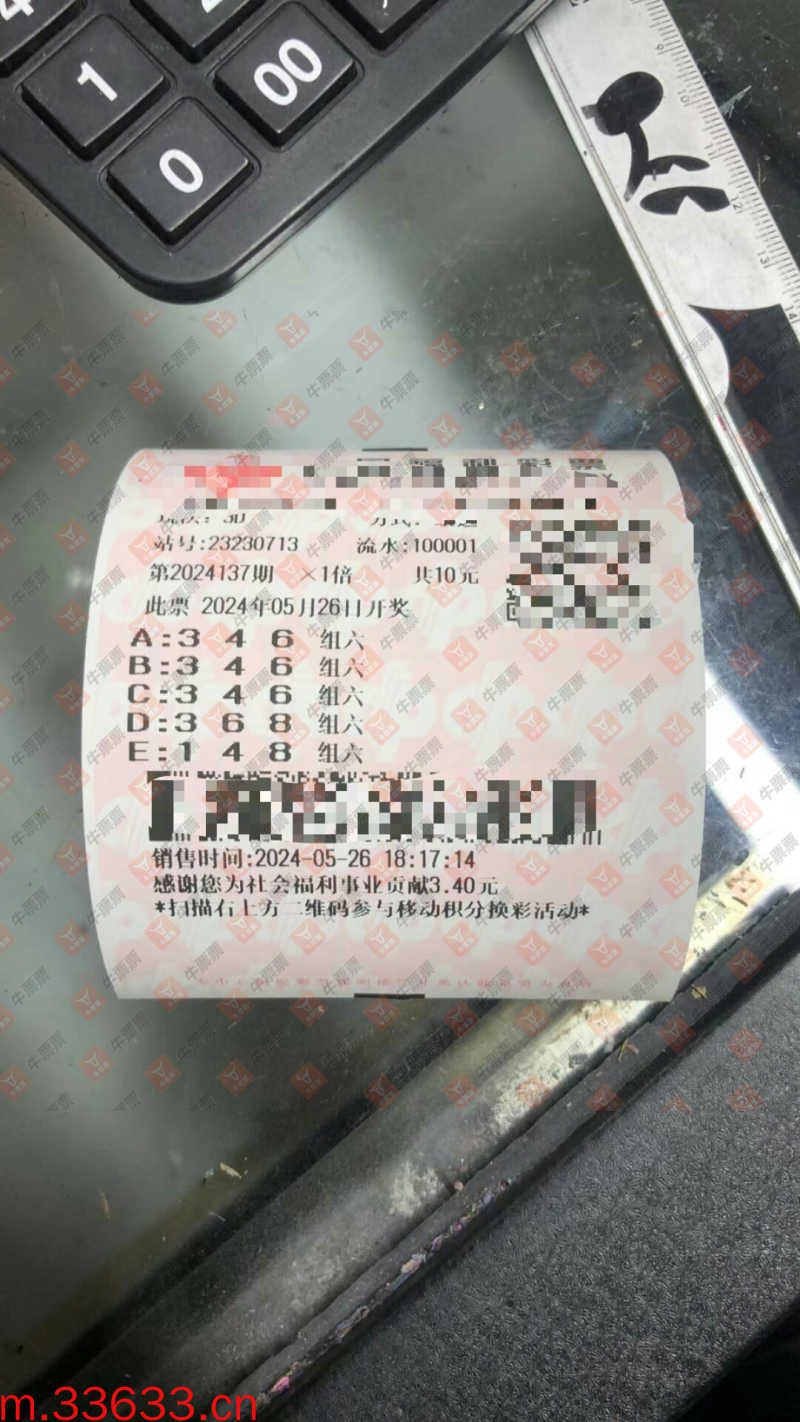 1
00
0
站号:23230713 流水:100001
第2024137期 ×1倍 共10元
此票 2024年05月26日开奖
A:3 4 6 组六
B:3 4 6 组六
C:3 4 6 组六
D:3 6 8 组六
E:1 4 8 组六
销售时间:2024-05-26 18:17:14
感谢您为社会福利事业贡献3.40元
*扫描右上方二维码参与移动积分换彩活动*
牛票票
m.33633.cn